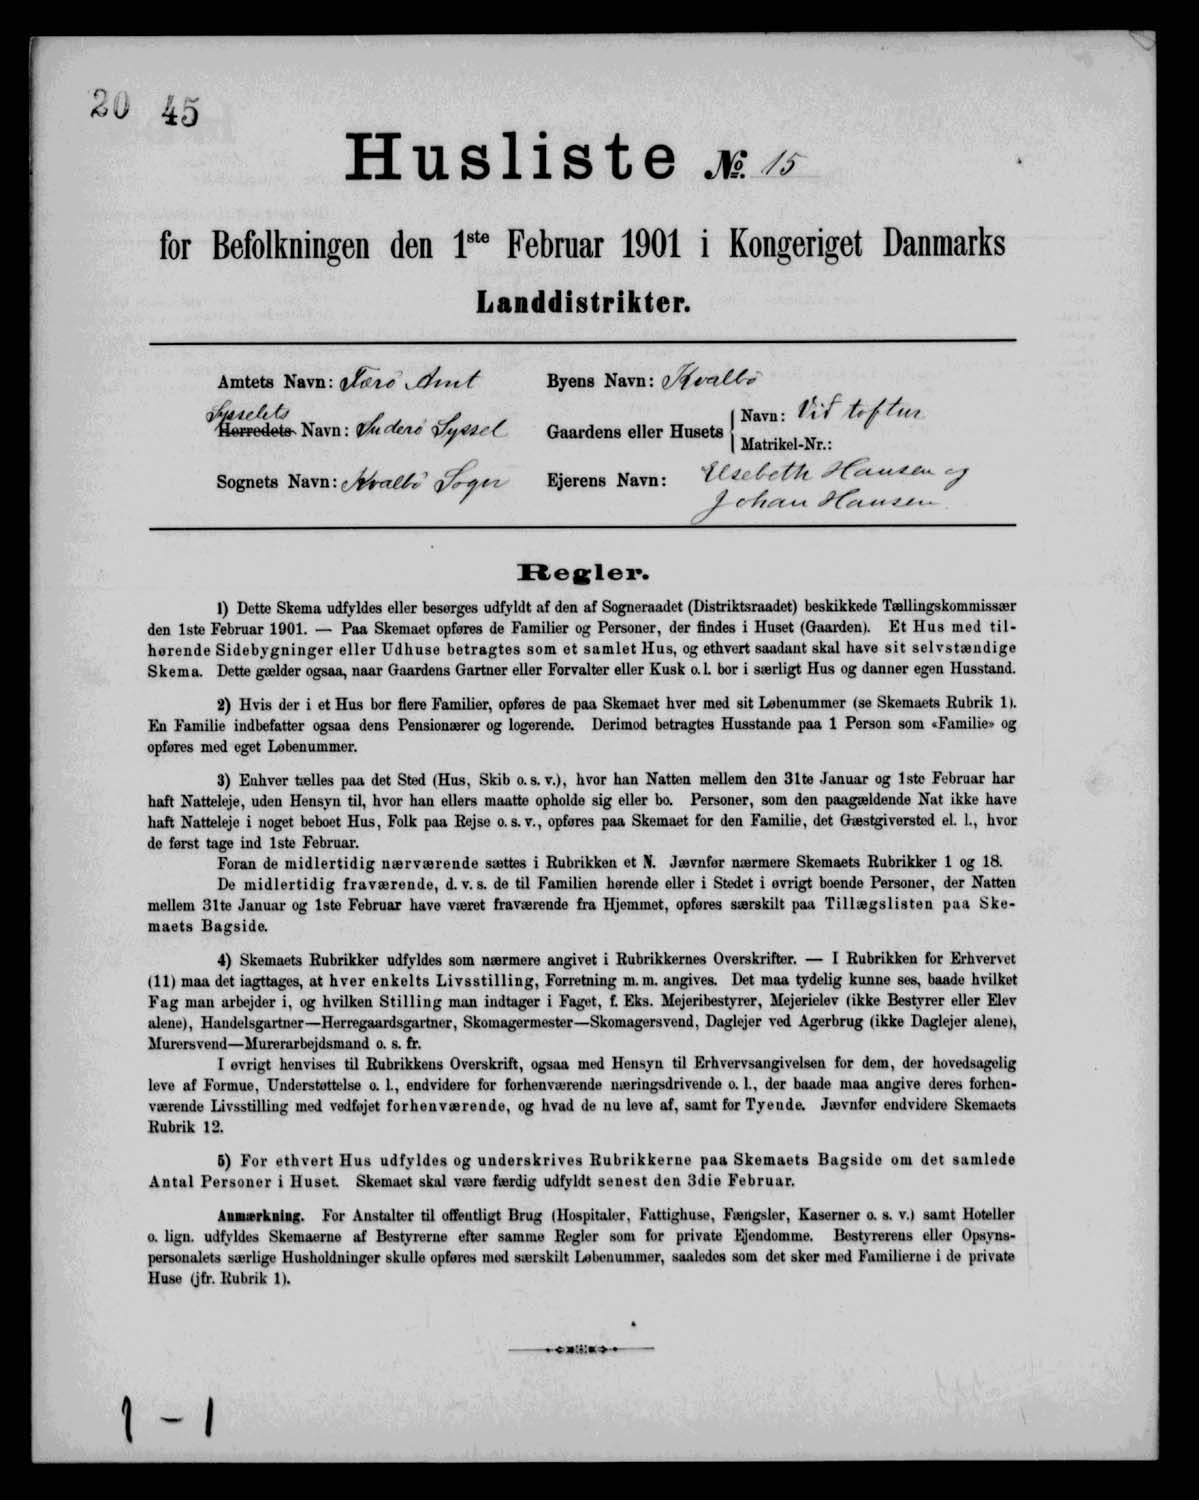 20 45
Husliste No. 15
for Befolkningen den 1ste Februar 1901 i Kongeriget Danmarks
Landdistrikter.
Amtets Navn: Færø Amt
Sysselets
Herredets Navn: Suderø Syssel
Sognets Navn: Kvalbø Sogn
Byens Navn: Kvalbø
Gaardens eller Husets Navn: Við toftur
Matrikel-Nr.:
Ejerens Navn: Elsebeth Hansen og
Johan Hansen
Regler.
1) Dette Skema udfyldes eller besørges udfyldt af den af Sogneraadet (Distriktsraadet) beskikkede Tællingskommissær
den 1ste Februar 1901. — Paa Skemaet opføres de Familier og Personer, der findes i Huset (Gaarden). Et Hus med til-
hørende Sidebygninger eller Udhuse betragtes som et samlet Hus, og ethvert saadant skal have sit selvstændige
Skema. Dette gælder ogsaa, naar Gaardens Gartner eller Forvalter eller Kusk o. l. bor i særligt Hus og danner egen Husstand.
2) Hvis der i et Hus bor flere Familier, opføres de paa Skemaet hver med sit Løbenummer (se Skemaets Rubrik 1).
En Familie indbefatter ogsaa dens Pensionærer og logerende. Derimod betragtes Husstande paa 1 Person som «Familie» og
opføres med eget Løbenummer.
3) Enhver tælles paa det Sted (Hus, Skib o. s. v.), hvor han Natten mellem den 31te Januar og 1ste Februar har
haft Natteleje, uden Hensyn til, hvor han ellers maatte opholde sig eller bo. Personer, som den paagældende Nat ikke have
haft Natteleje i noget beboet Hus, Folk paa Rejse o. s. v., opføres paa Skemaet for den Familie, det Gæstgiversted el. l., hvor
de først tage ind 1ste Februar.
Foran de midlertidig nærværende sættes i Rubrikken et N. Jævnfør nærmere Skemaets Rubrikker 1 og 18.
De midlertidig fraværende, d. v. s. de til Familien hørende eller i Stedet i øvrigt boende Personer, der Natten
mellem 31te Januar og 1ste Februar have været fraværende fra Hjemmet, opføres særskilt paa Tillægslisten paa Ske-
maets Bagside.
4) Skemaets Rubrikker udfyldes som nærmere angivet i Rubrikkernes Overskrifter. — I Rubrikken for Erhvervet
(11) maa det iagttages, at hver enkelts Livsstilling, Forretning m. m. angives. Det maa tydelig kunne ses, baade hvilket
Fag man arbejder i, og hvilken Stilling man indtager i Faget, f. Eks. Mejeribestyrer, Mejerielev (ikke Bestyrer eller Elev
alene), Handelsgartner—Herregaardsgartner, Skomagermester—Skomagersvend, Daglejer ved Agerbrug (ikke Daglejer alene),
Murersvend—Murerarbejdsmand o. s. fr.
I øvrigt henvises til Rubrikkens Overskrift, ogsaa med Hensyn til Erhvervsangivelsen for dem, der hovedsagelig
leve af Formue, Understøttelse o. l., endvidere for forhenværende næringsdrivende o. l., der baade maa angive deres forhen-
værende Livsstilling med vedføjet forhenværende, og hvad de nu leve af, samt for Tyende. Jævnfør endvidere Skemaets
Rubrik 12.
5) For ethvert Hus udfyldes og underskrives Rubrikkerne paa Skemaets Bagside om det samlede
Antal Personer i Huset. Skemaet skal være færdig udfyldt senest den 3die Februar.
Anmærkning. For Anstalter til offentligt Brug (Hospitaler, Fattighuse, Fængsler, Kaserner o. s. v.) samt Hoteller
o. lign. udfyldes Skemaerne af Bestyrerne efter samme Regler som for private Ejendomme. Bestyrerens eller Opsyns-
personalets særlige Husholdninger skulle opføres med særskilt Løbenummer, saaledes som det sker med Familierne i de private
Huse (jfr. Rubrik 1).
1 - 1